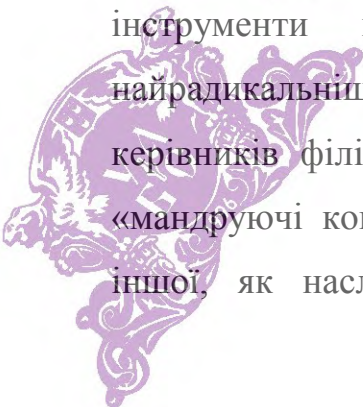 інструменти
найрадикальніш
керівників філі
«мандруючі ко
іншої, як насл